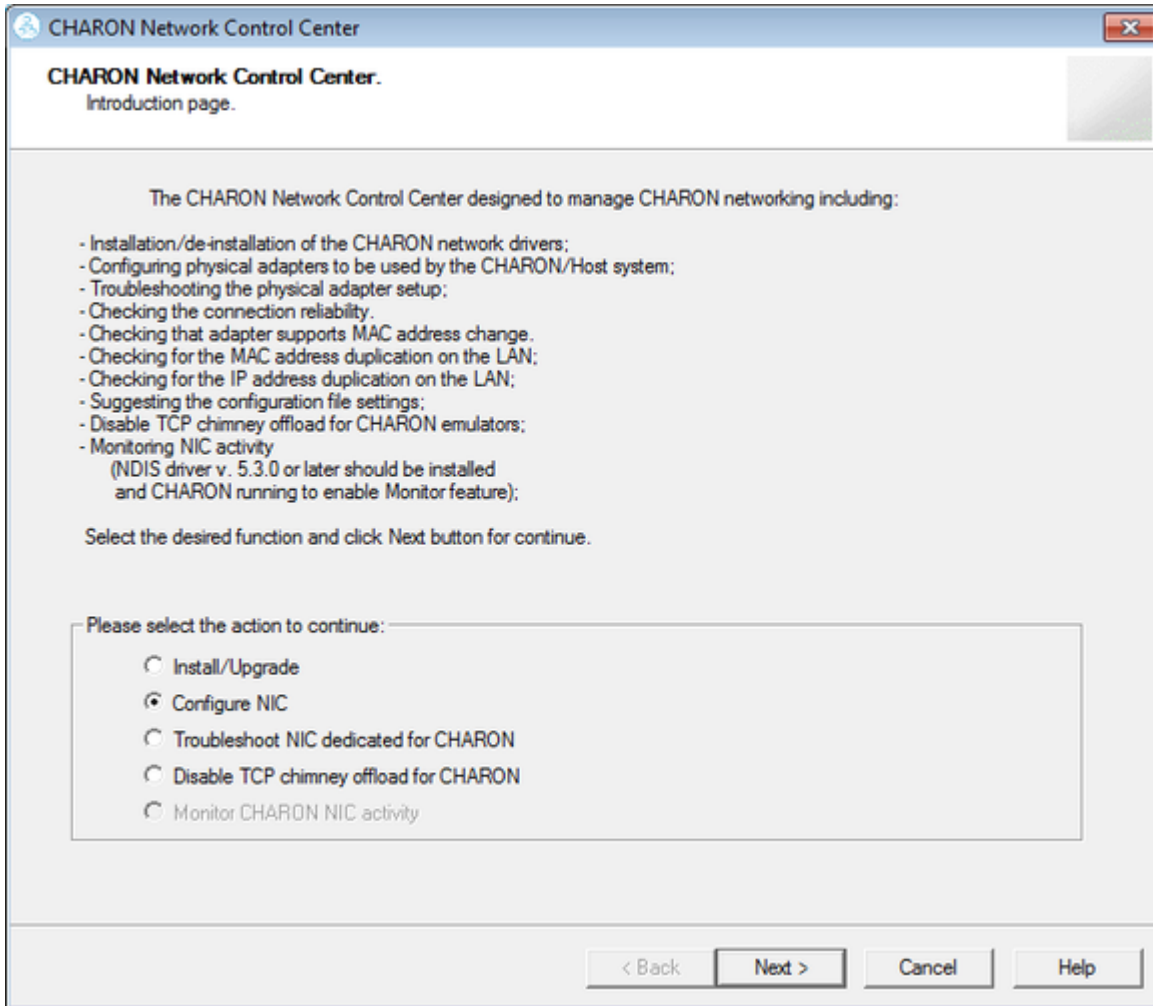 CHARON Network Control Center
CHARON Network Control Center.
Introduction page.
The CHARON Network Control Center designed to manage CHARON networking including:
- Installation/de-installation of the CHARON network drivers;
- Configuring physical adapters to be used by the CHARON/Host system;
- Troubleshooting the physical adapter setup;
- Checking the connection reliability.
- Checking that adapter supports MAC address change.
- Checking for the MAC address duplication on the LAN;
- Checking for the IP address duplication on the LAN;
- Suggesting the configuration file settings;
- Disable TCP chimney offload for CHARON emulators;
- Monitoring NIC activity
(NDIS driver v. 5.3.0 or later should be installed
and CHARON running to enable Monitor feature);
Select the desired function and click Next button for continue.
Please select the action to continue:
Install/Upgrade
Configure NIC
Troubleshoot NIC dedicated for CHARON
Disable TCP chimney offload for CHARON
Monitor CHARON NIC activity
< Back Next > Cancel Help